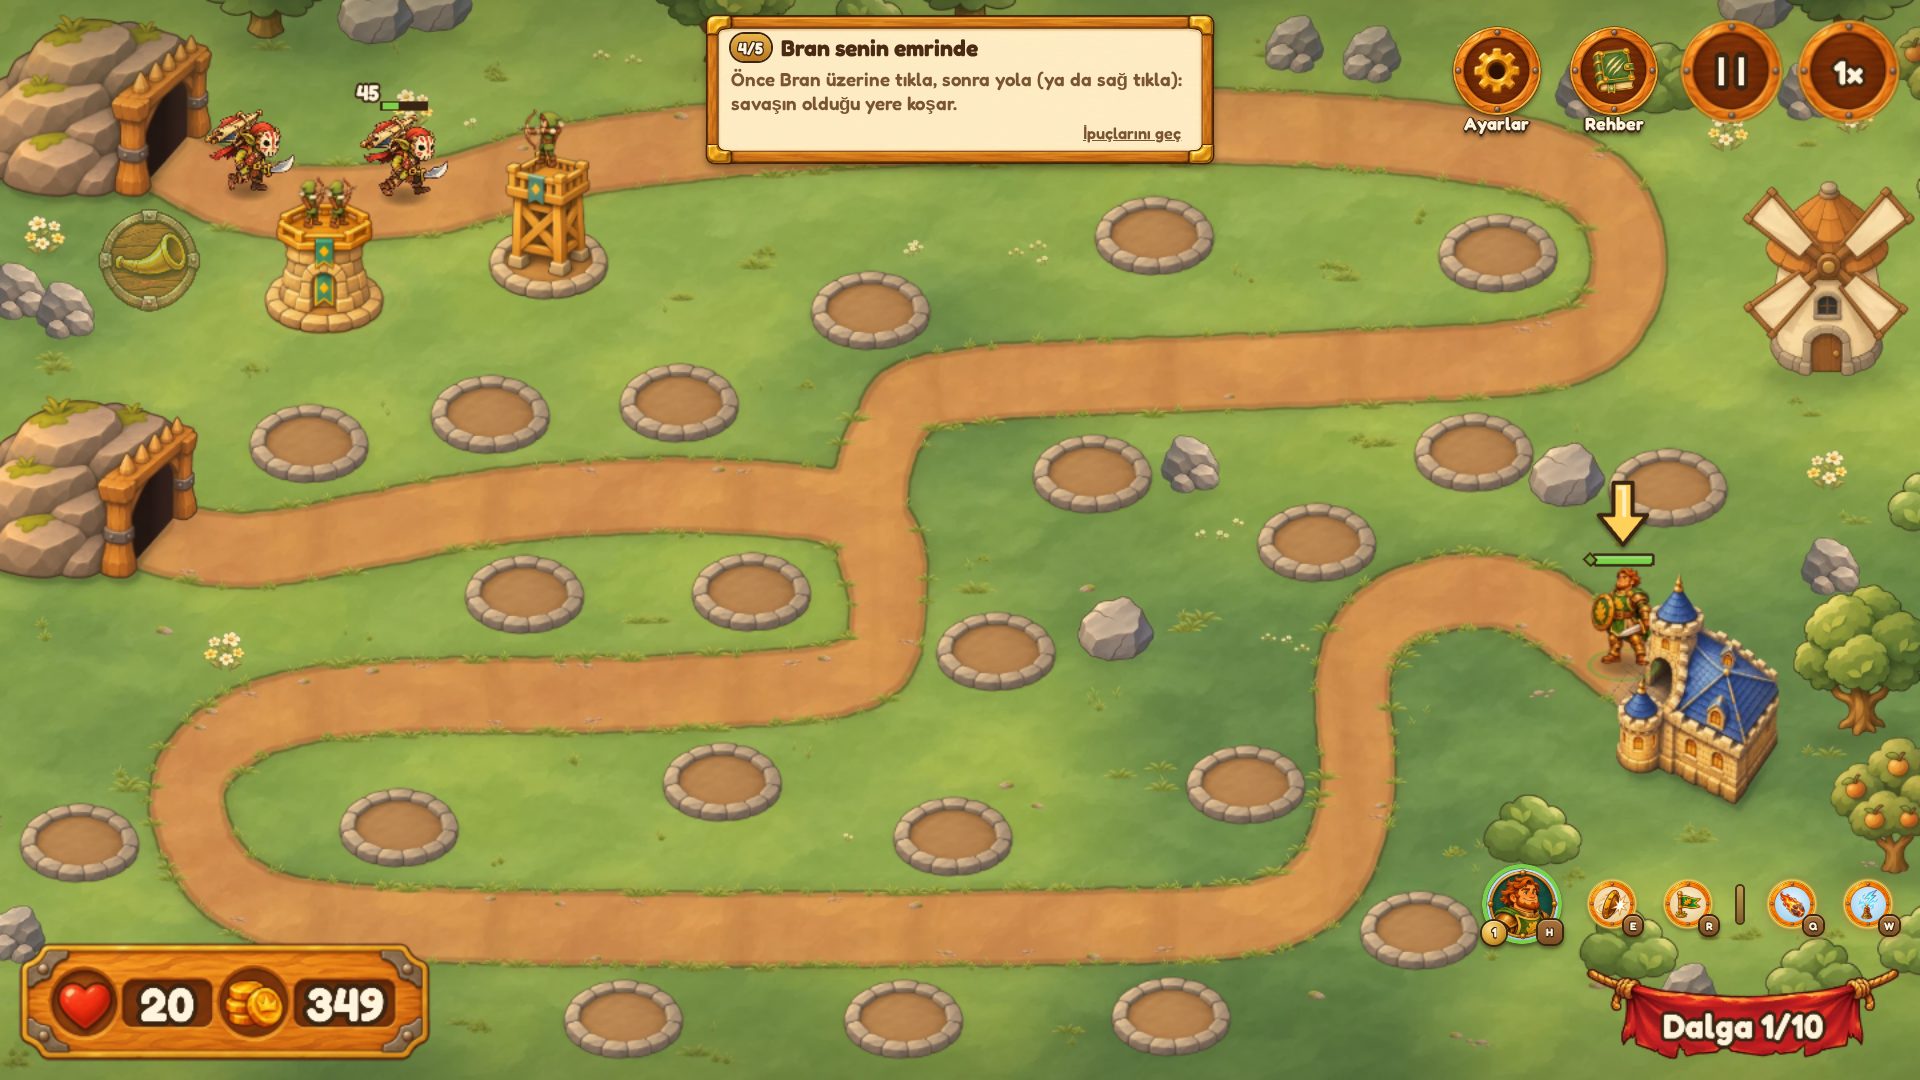 4/5 Bran senin emrinde
Önce Bran üzerine tıkla, sonra yola (ya da sağ tıkla):
savaşın olduğu yere koşar.
İpuçlarını geç
Ayarlar
Rehber
1x
45
1
H
E
R
Q
W
20
349
Dalga 1/10